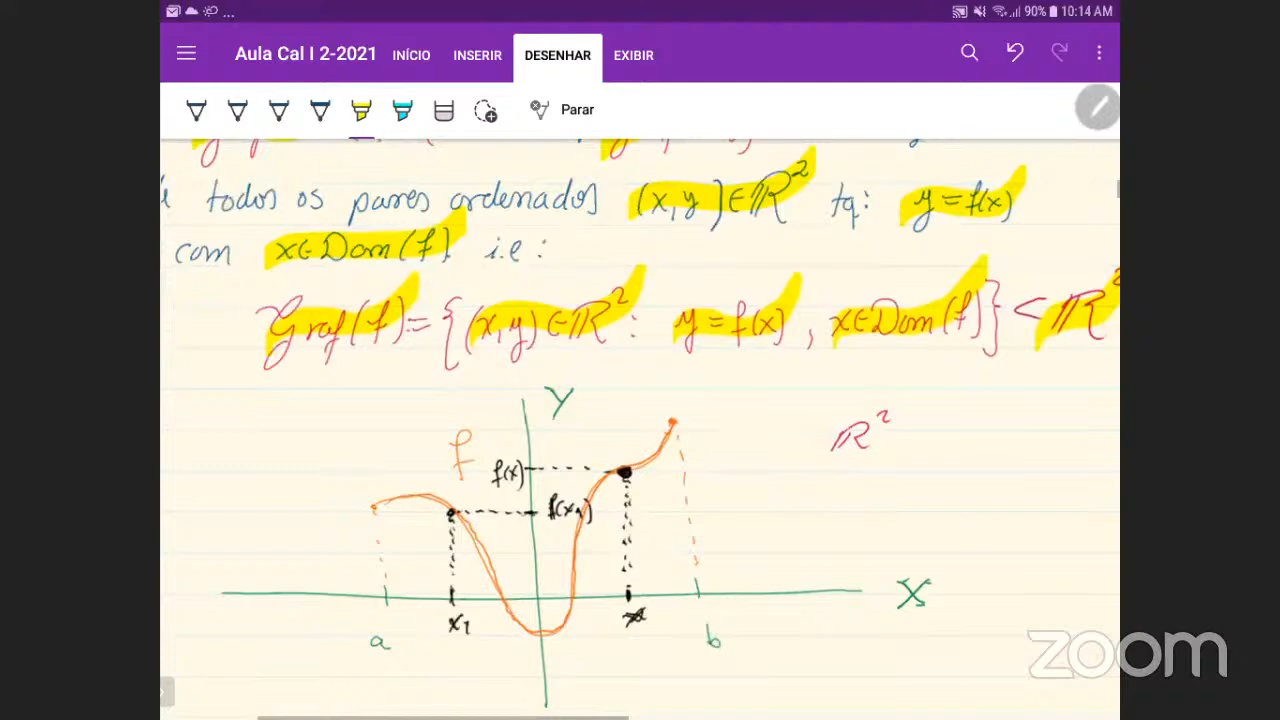 ... 90% 10:14 AM
Aula Cal I 2-2021 INÍCIO INSERIR DESENHAR EXIBIR
Parar
todos os pares ordenados (x,y)∈ℝ² tq: y=f(x)
com x∈Dom(f) i.e:
Graf(f)={(x,y)∈ℝ²: y=f(x), x∈Dom(f)}<ℝ²
Y
ℝ²
f
f(x)
f(x1)
X
x1 x
a b
zoom